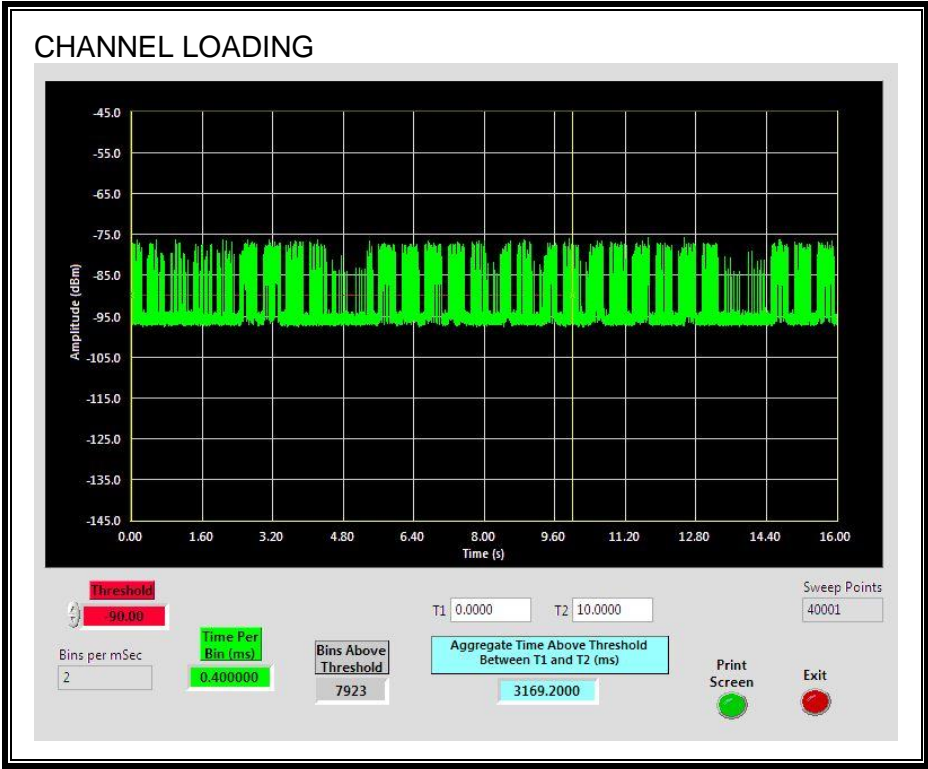 CHANNEL LOADING
-45.0
-55.0
-65.0
-75.0
-85.0
-95.0
-105.0
-115.0
-125.0
-135.0
-145.0
Amplitude (dBm)
0.00 1.60 3.20 4.80 6.40 8.00 9.60 11.20 12.80 14.40 16.00
Time (s)
Threshold
-90.00
Bins per mSec
2
Time Per
Bin (ms)
0.400000
Bins Above
Threshold
7923
T1 0.0000 T2 10.0000
Aggregate Time Above Threshold
Between T1 and T2 (ms)
3169.2000
Sweep Points
40001
Print
Screen
Exit